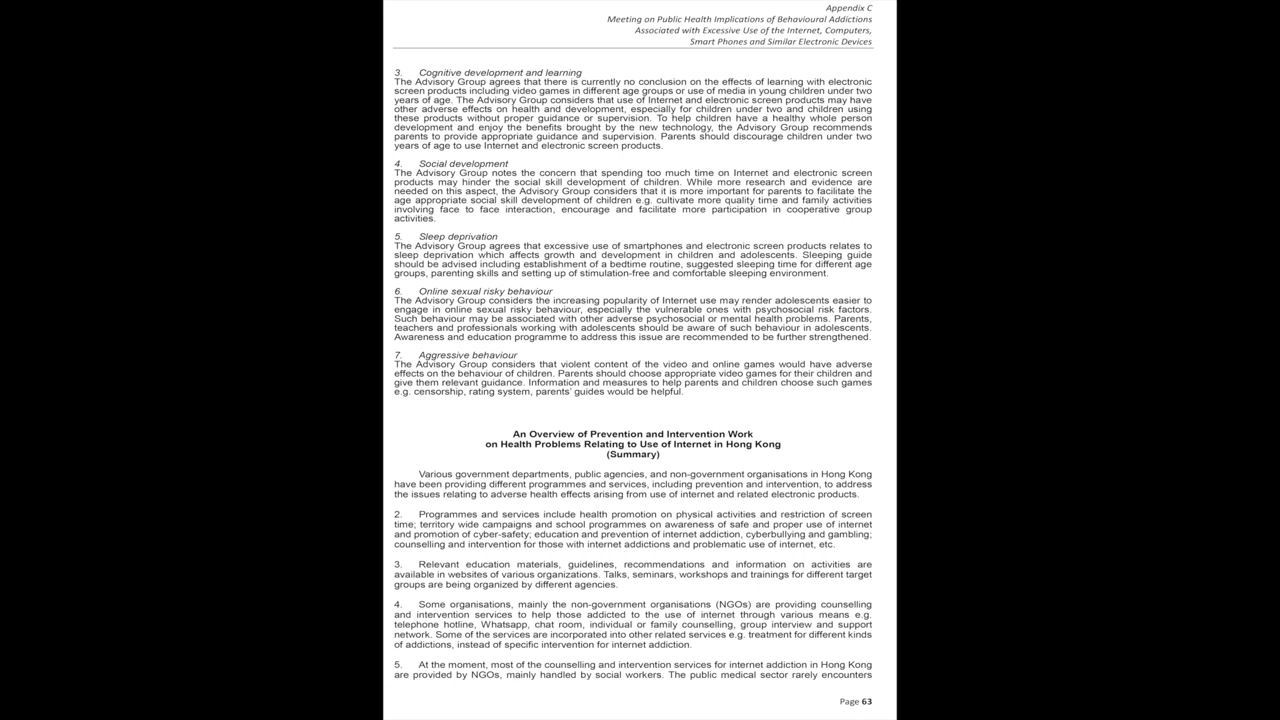 Appendix C
Meeting on Public Health Implications of Behavioural Addictions
Associated with Excessive Use of the Internet, Computers,
Smart Phones and Similar Electronic Devices
3. Cognitive development and learning
The Advisory Group agrees that there is currently no conclusion on the effects of learning with electronic
screen products including video games in different age groups or use of media in young children under two
years of age. The Advisory Group considers that use of Internet and electronic screen products may have
other adverse effects on health and development, especially for children under two and children using
these products without proper guidance or supervision. To help children have a healthy whole person
development and enjoy the benefits brought by the new technology, the Advisory Group recommends
parents to provide appropriate guidance and supervision. Parents should discourage children under two
years of age to use Internet and electronic screen products.
4. Social development
The Advisory Group notes the concern that spending too much time on Internet and electronic screen
products may hinder the social skill development of children. While more research and evidence are
needed on this aspect, the Advisory Group considers that it is more important for parents to facilitate the
age appropriate social skill development of children e.g. cultivate more quality time and family activities
involving face to face interaction, encourage and facilitate more participation in cooperative group
activities.
5. Sleep deprivation
The Advisory Group agrees that excessive use of smartphones and electronic screen products relates to
sleep deprivation which affects growth and development in children and adolescents. Sleeping guide
should be advised including establishment of a bedtime routine, suggested sleeping time for different age
groups, parenting skills and setting up of stimulation-free and comfortable sleeping environment.
6. Online sexual risky behaviour
The Advisory Group considers the increasing popularity of Internet use may render adolescents easier to
engage in online sexual risky behaviour, especially the vulnerable ones with psychosocial risk factors.
Such behaviour may be associated with other adverse psychosocial or mental health problems. Parents,
teachers and professionals working with adolescents should be aware of such behaviour in adolescents.
Awareness and education programme to address this issue are recommended to be further strengthened.
7. Aggressive behaviour
The Advisory Group considers that violent content of the video and online games would have adverse
effects on the behaviour of children. Parents should choose appropriate video games for their children and
give them relevant guidance. Information and measures to help parents and children choose such games
e.g. censorship, rating system, parents' guides would be helpful.
An Overview of Prevention and Intervention Work
on Health Problems Relating to Use of Internet in Hong Kong
(Summary)
Various government departments, public agencies, and non-government organisations in Hong Kong
have been providing different programmes and services, including prevention and intervention, to address
the issues relating to adverse health effects arising from use of internet and related electronic products.
2. Programmes and services include health promotion on physical activities and restriction of screen
time; territory wide campaigns and school programmes on awareness of safe and proper use of internet
and promotion of cyber-safety; education and prevention of internet addiction, cyberbullying and gambling;
counselling and intervention for those with internet addictions and problematic use of internet, etc.
3. Relevant education materials, guidelines, recommendations and information on activities are
available in websites of various organizations. Talks, seminars, workshops and trainings for different target
groups are being organized by different agencies.
4. Some organisations, mainly the non-government organisations (NGOs) are providing counselling
and intervention services to help those addicted to the use of internet through various means e.g.
telephone hotline, Whatsapp, chat room, individual or family counselling, group interview and support
network. Some of the services are incorporated into other related services e.g. treatment for different kinds
of addictions, instead of specific intervention for internet addiction.
5. At the moment, most of the counselling and intervention services for internet addiction in Hong Kong
are provided by NGOs, mainly handled by social workers. The public medical sector rarely encounters
Page 63